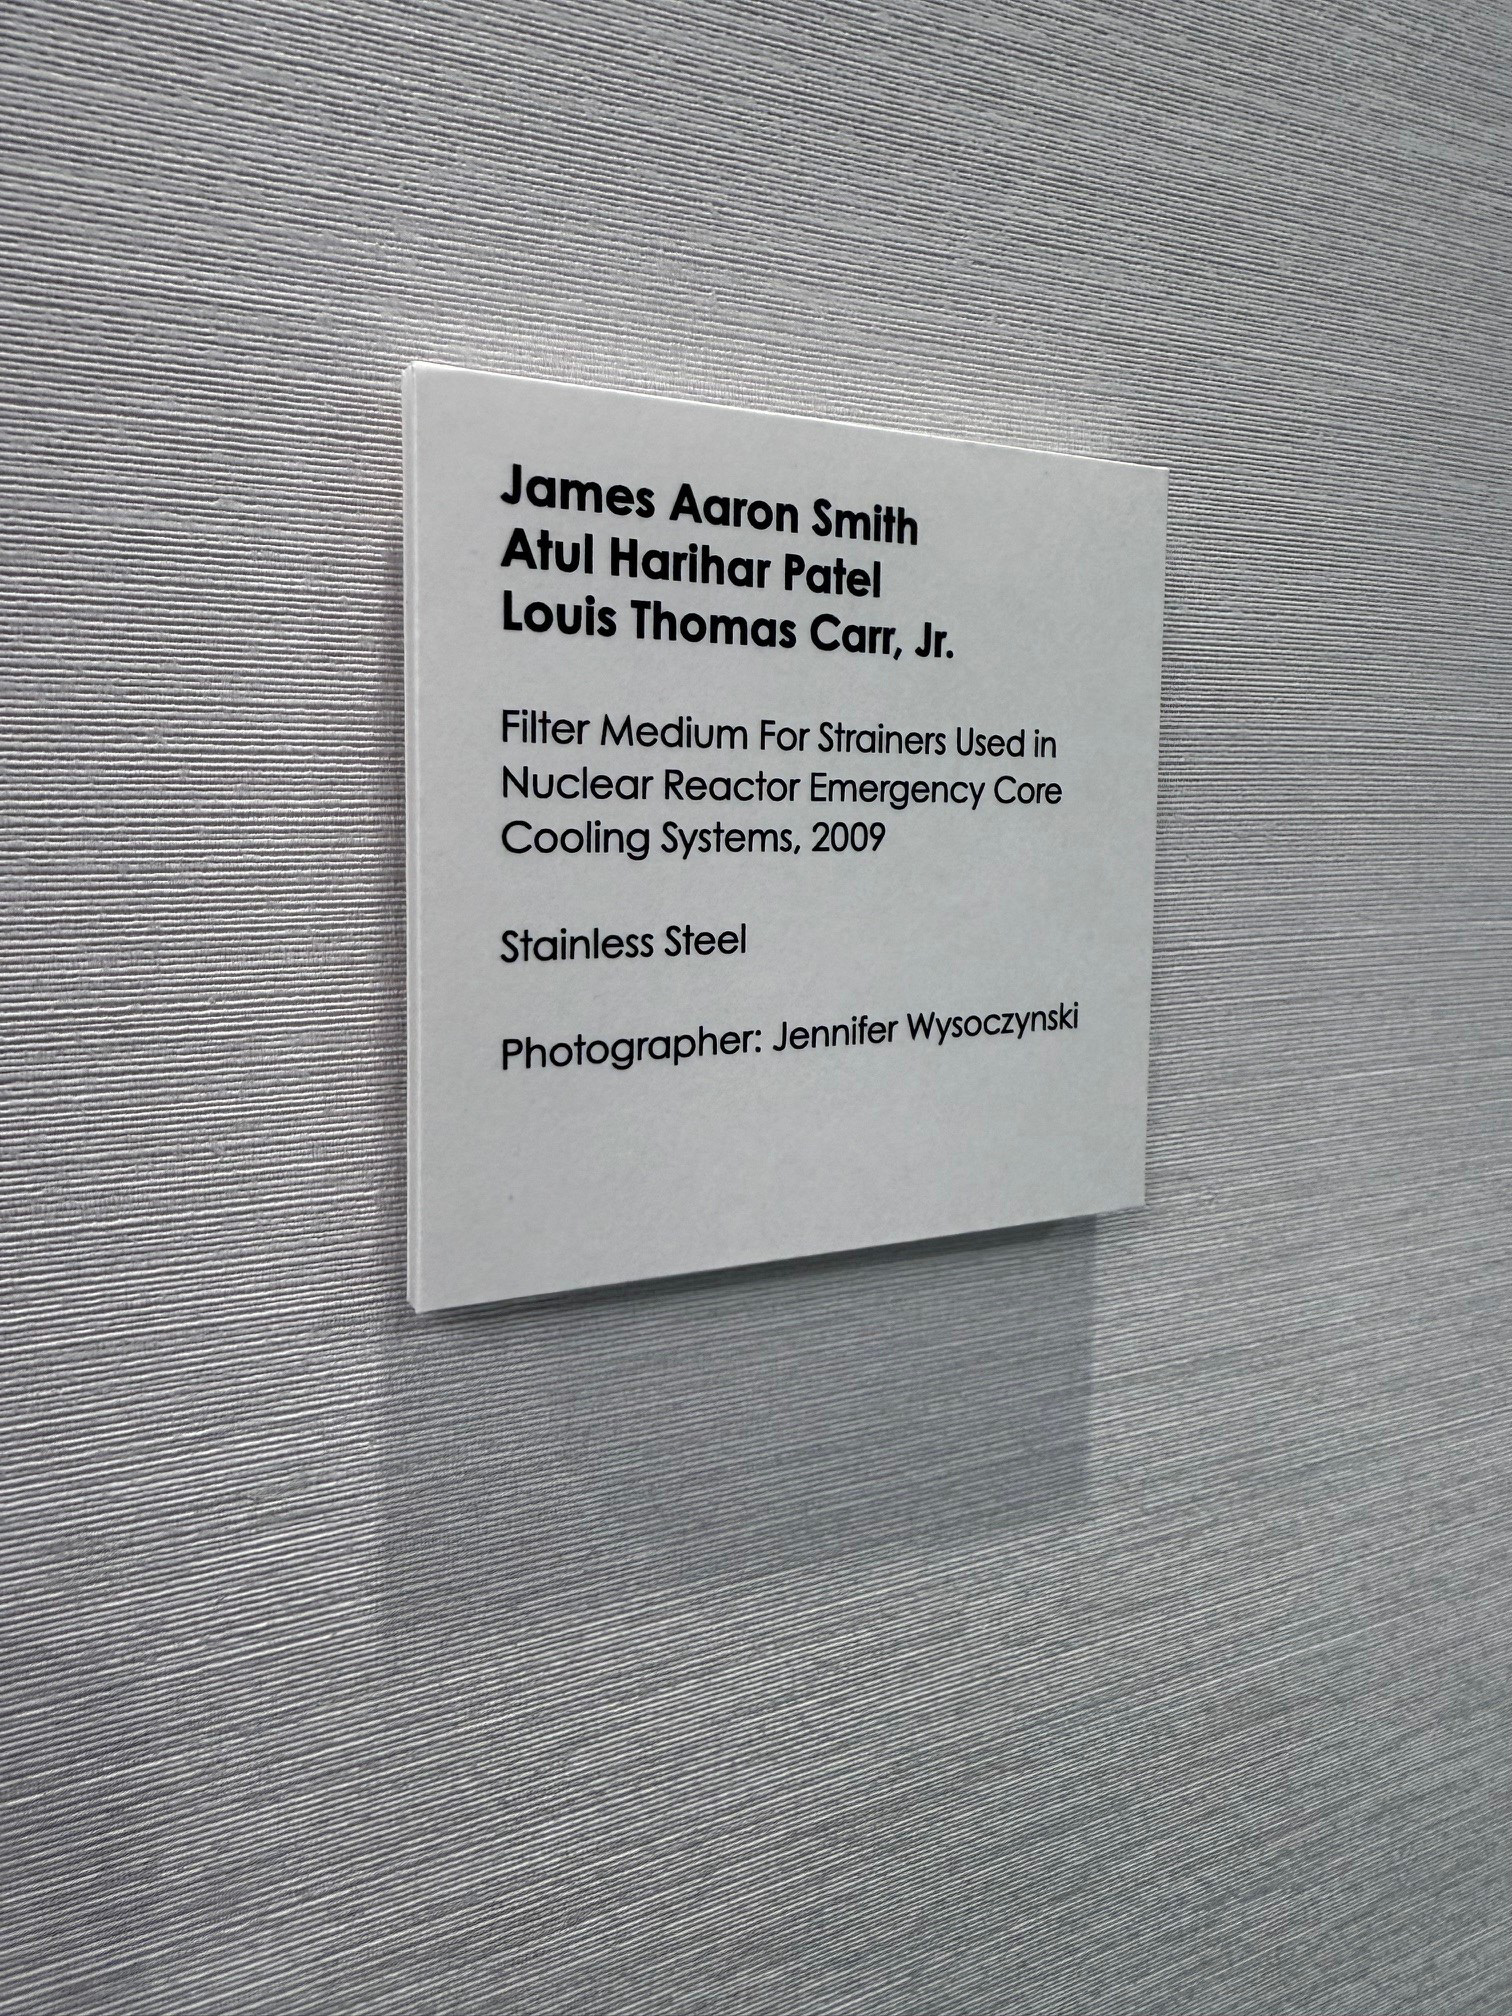 James Aaron Smith
Atul Harihar Patel
Louis Thomas Carr, Jr.
Filter Medium For Strainers Used in
Nuclear Reactor Emergency Core
Cooling Systems, 2009
Stainless Steel
Photographer: Jennifer Wysoczynski